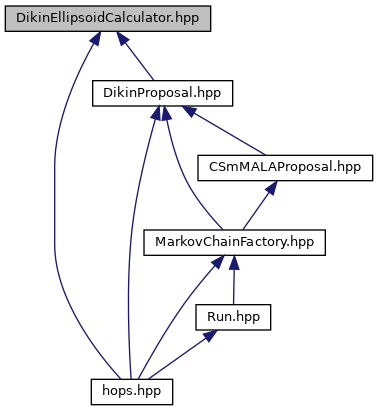 DikinEllipsoidCalculator.hpp
DikinProposal.hpp
CSmMALAProposal.hpp
MarkovChainFactory.hpp
Run.hpp
hops.hpp